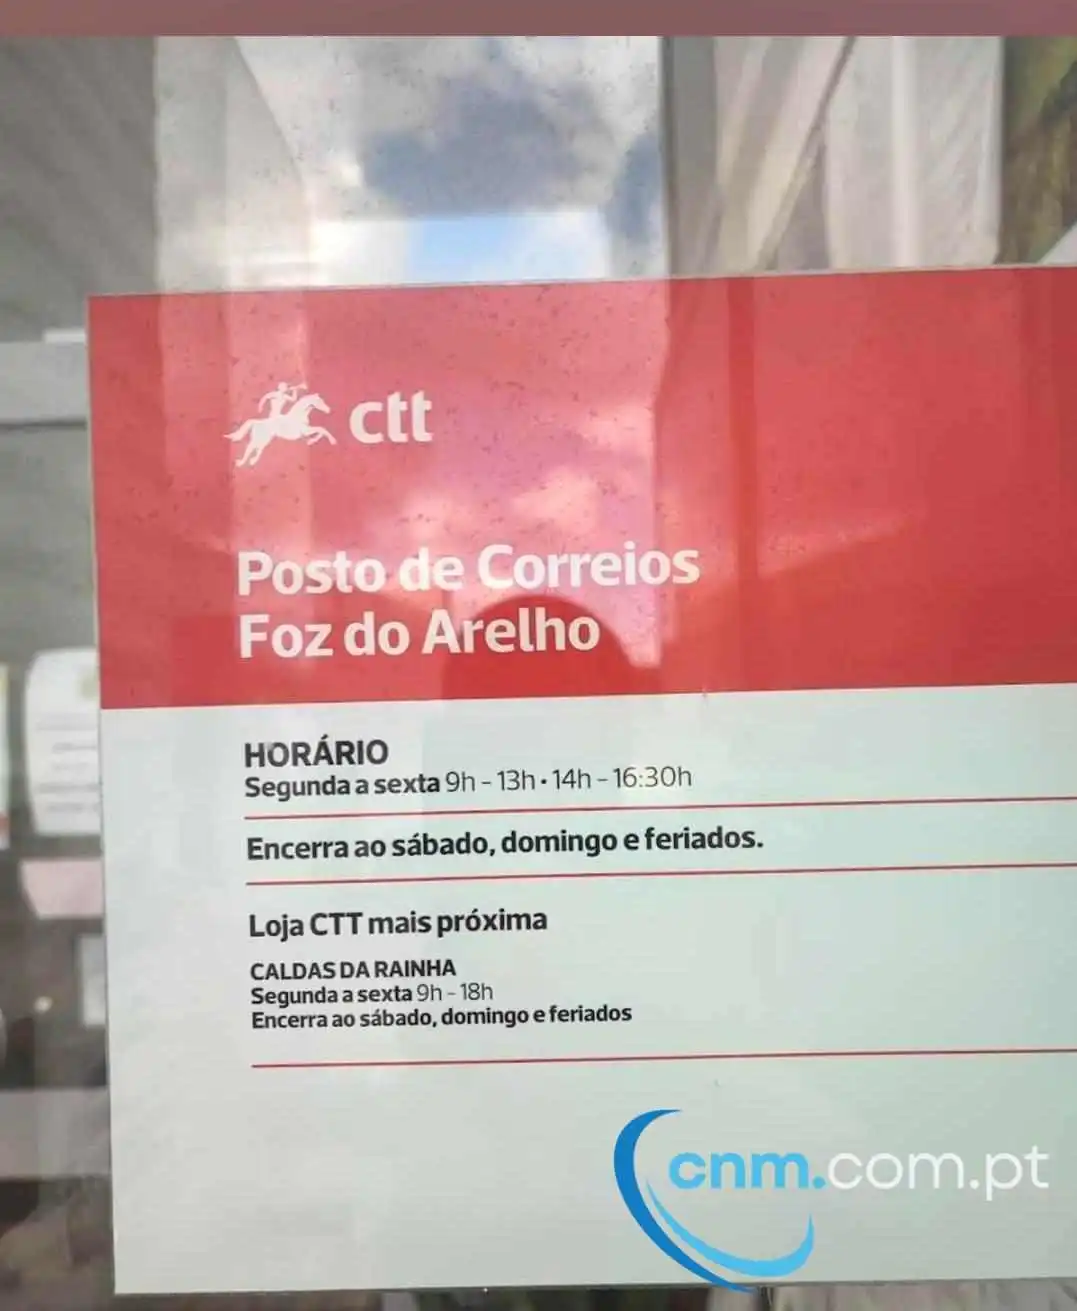 ctt
Posto de Correios
Foz do Arelho
HORÁRIO
Segunda a sexta 9h - 13h • 14h - 16:30h
Encerra ao sábado, domingo e feriados.
Loja CTT mais próxima
CALDAS DA RAINHA
Segunda a sexta 9h - 18h
Encerra ao sábado, domingo e feriados
cnm.com.pt